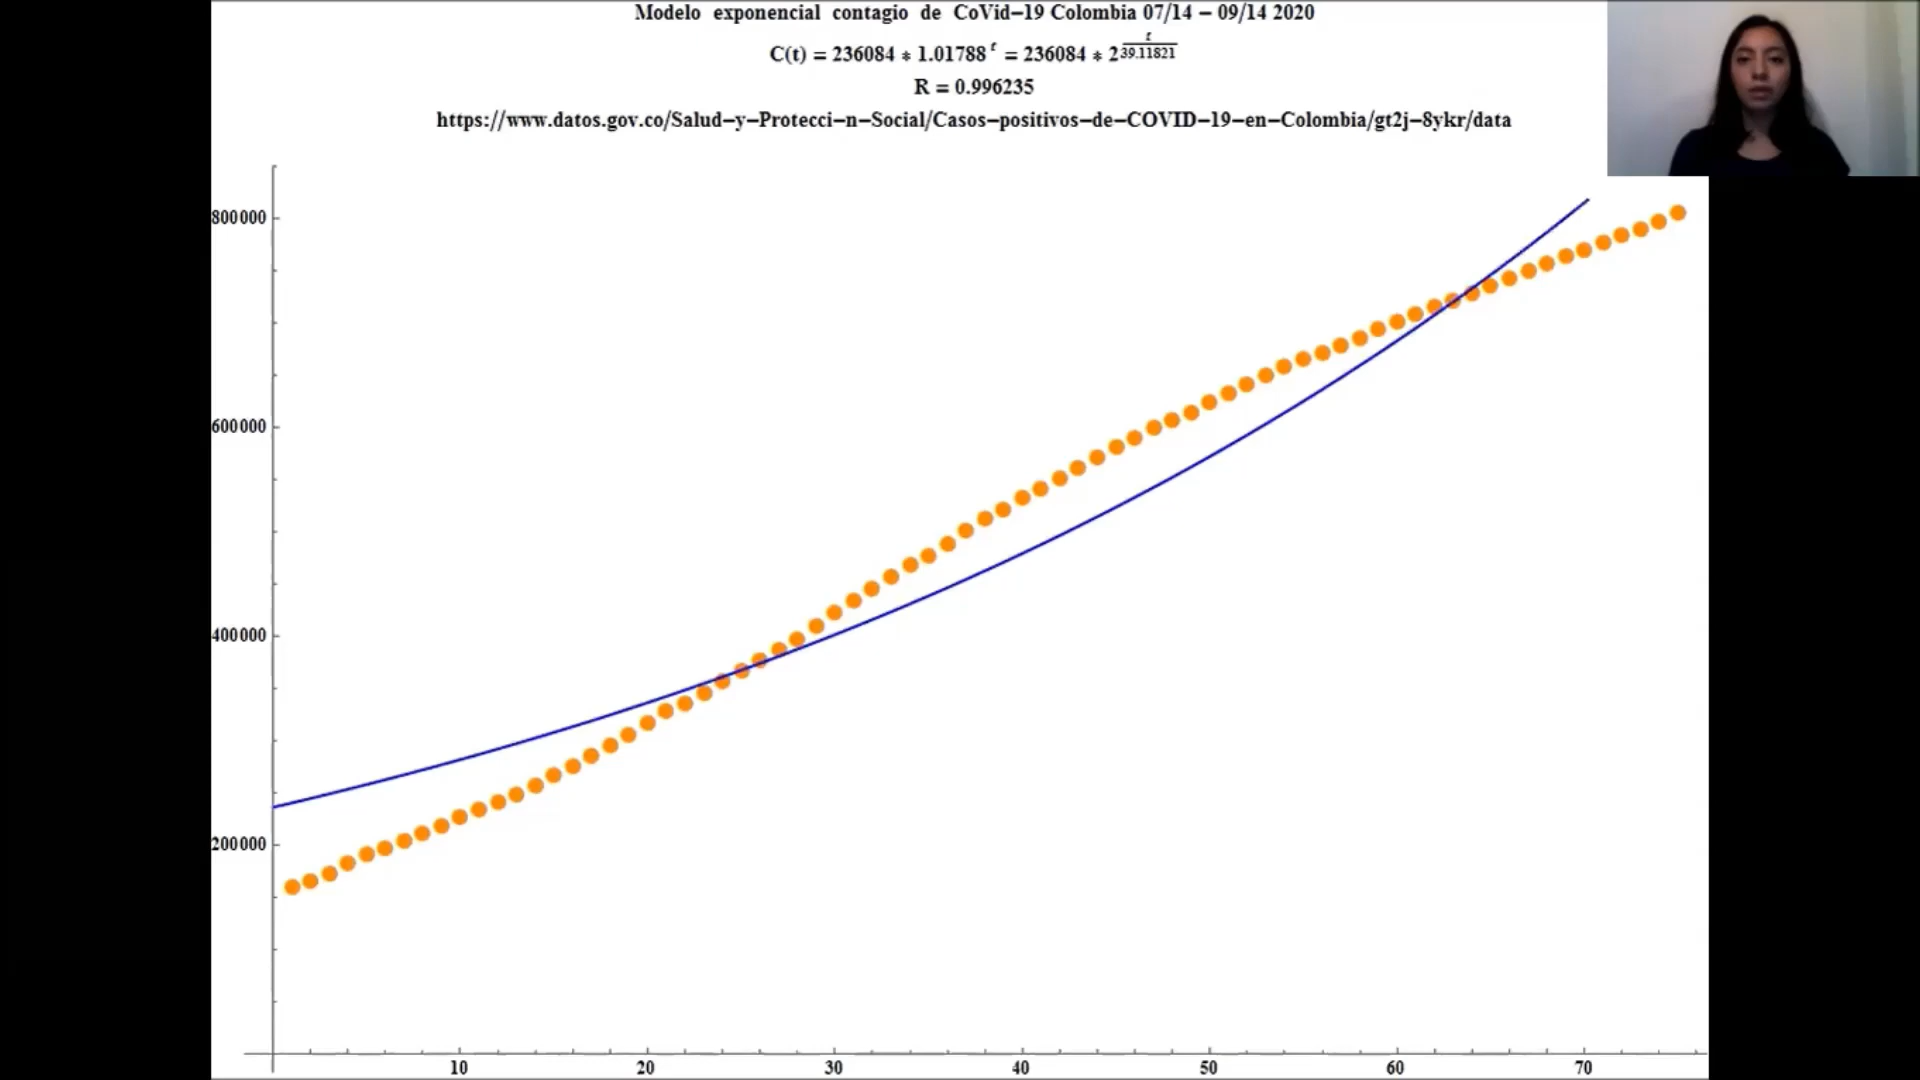 Modelo exponencial contagio de CoVid−19 Colombia 07/14 − 09/14 2020
C(t) = 236084 * 1.01788^t = 236084 * 2^(t/39.11821)
R = 0.996235
https://www.datos.gov.co/Salud−y−Protecci−n−Social/Casos−positivos−de−COVID−19−en−Colombia/gt2j−8ykr/data
800000
600000
400000
200000
10 20 30 40 50 60 70